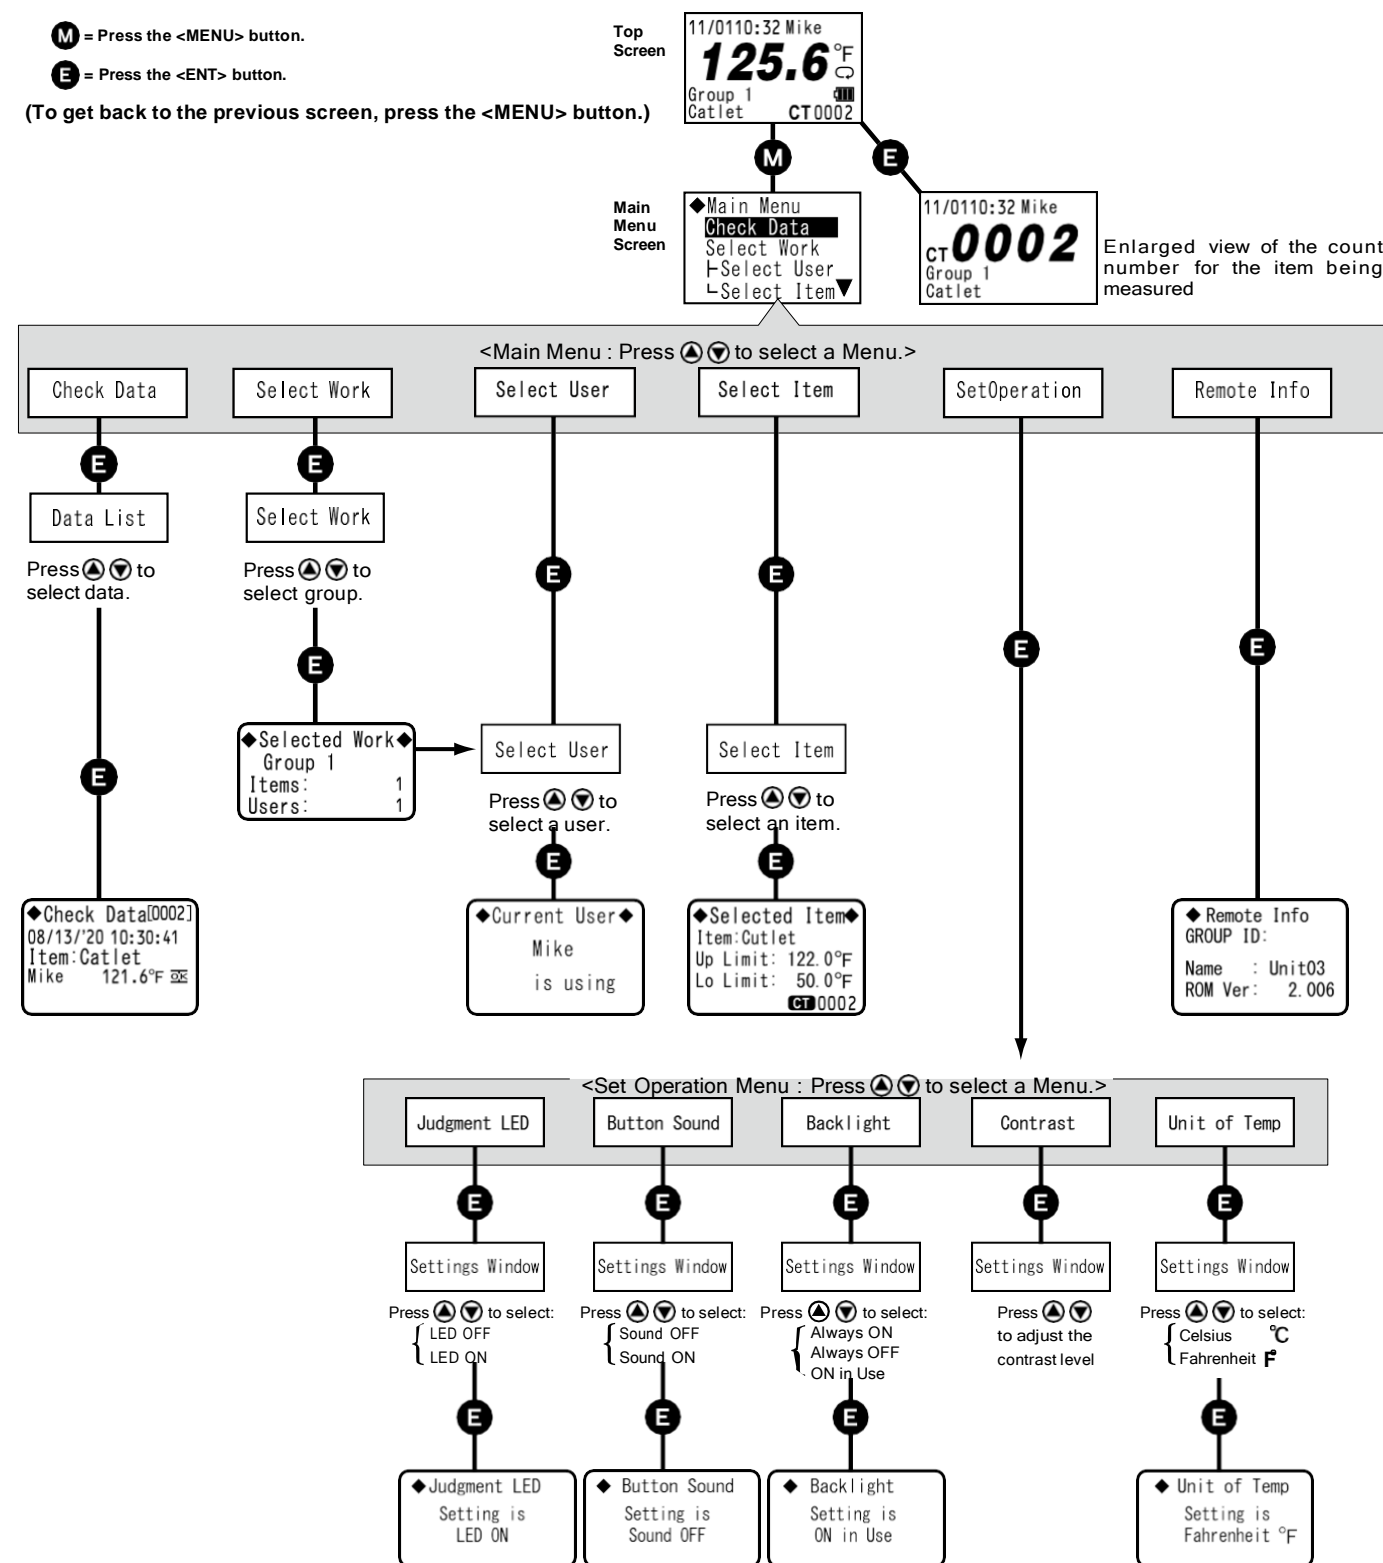 M = Press the <MENU> button.
E = Press the <ENT> button.
(To get back to the previous screen, press the <MENU> button.)
Top
Screen
11/0110:32 Mike
125.6 °F
Group 1
Catlet CT0002
M
E
Main
Menu
Screen
◆Main Menu
Check Data
Select Work
├Select User
└Select Item▼
11/0110:32 Mike
CT0002
Group 1
Catlet
Enlarged view of the count
number for the item being
measured
<Main Menu : Press ▲ ▼ to select a Menu.>
Check Data Select Work Select User Select Item SetOperation Remote Info
E E
Data List Select Work
Press ▲ ▼ to
select data.
Press ▲ ▼ to
select group.
E E
E E E
◆Selected Work◆
Group 1
Items: 1
Users: 1
Select User Select Item
E
Press ▲ ▼ to
select a user.
Press ▲ ▼ to
select an item.
E E
◆Check Data[0002]
08/13/'20 10:30:41
Item:Catlet
Mike 121.6°F OK
◆Current User◆
Mike
is using
◆Selected Item◆
Item:Cutlet
Up Limit: 122.0°F
Lo Limit: 50.0°F
CT 0002
◆ Remote Info
GROUP ID:
Name : Unit03
ROM Ver: 2.006
<Set Operation Menu : Press ▲ ▼ to select a Menu.>
Judgment LED Button Sound Backlight Contrast Unit of Temp
E E E E E
Settings Window Settings Window Settings Window Settings Window Settings Window
Press ▲ ▼ to select:
LED OFF
LED ON
Press ▲ ▼ to select:
Sound OFF
Sound ON
Press ▲ ▼ to select:
Always ON
Always OFF
ON in Use
Press ▲ ▼
to adjust the
contrast level
Press ▲ ▼ to select:
Celsius °C
Fahrenheit °F
E E E E
◆Judgment LED
Setting is
LED ON
◆ Button Sound
Setting is
Sound OFF
◆ Backlight
Setting is
ON in Use
◆ Unit of Temp
Setting is
Fahrenheit °F